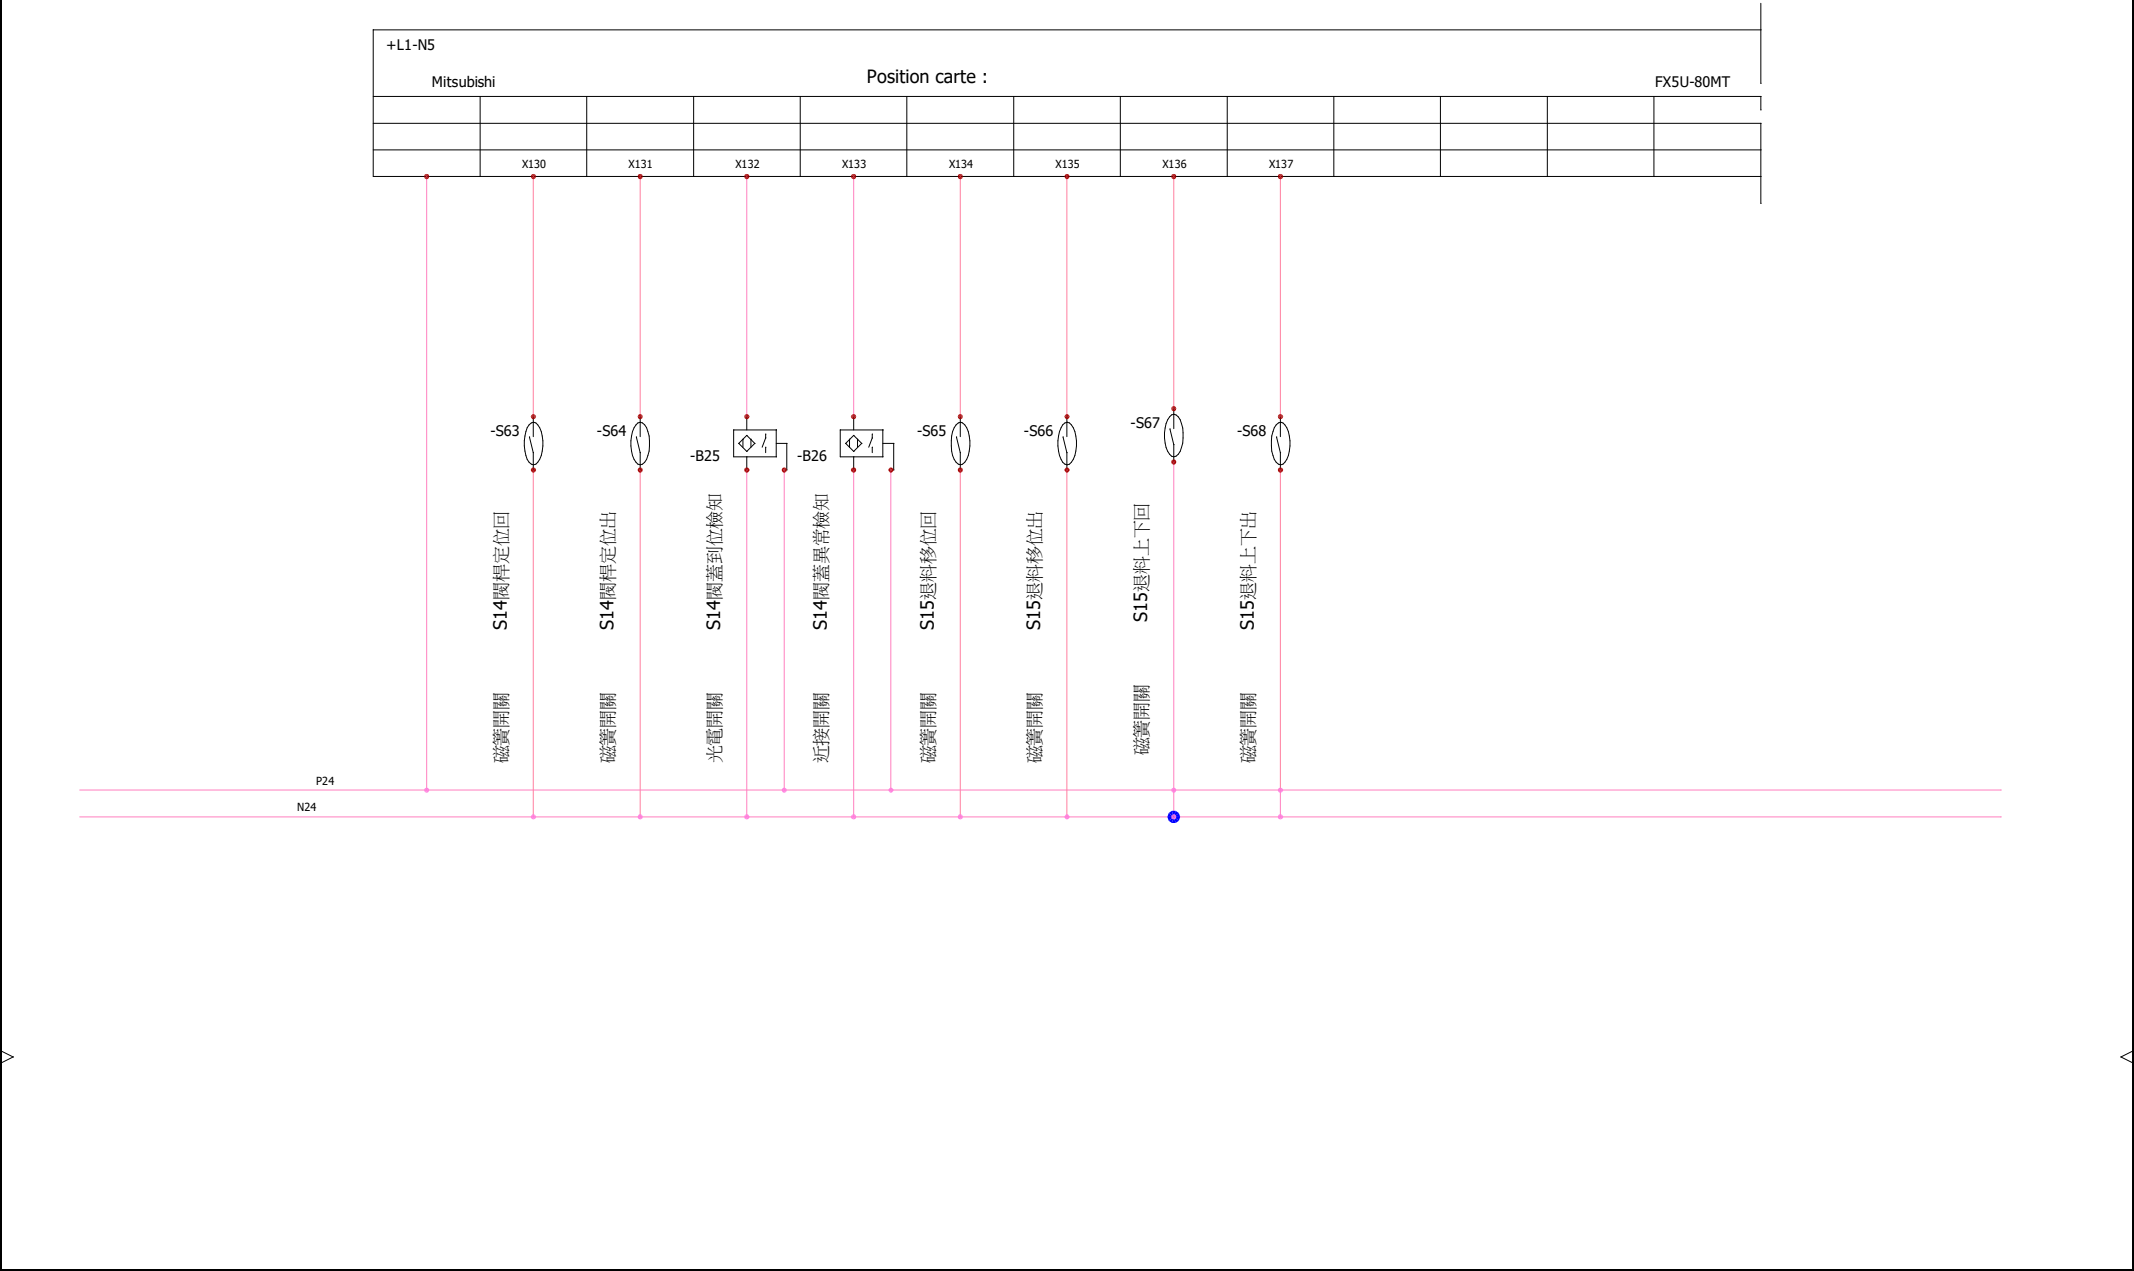 +L1-N5
Mitsubishi
Position carte :
FX5U-80MT
X130
X131
X132
X133
X134
X135
X136
X137
-S63
-S64
-B25
-B26
-S65
-S66
-S67
-S68
S14閥桿定位回
S14閥桿定位出
S14閥蓋到位檢知
S14閥蓋異常檢知
S15退料移位回
S15退料移位出
S15退料上下回
S15退料上下出
磁簧開關
磁簧開關
光電開關
近接開關
磁簧開關
磁簧開關
磁簧開關
磁簧開關
P24
N24